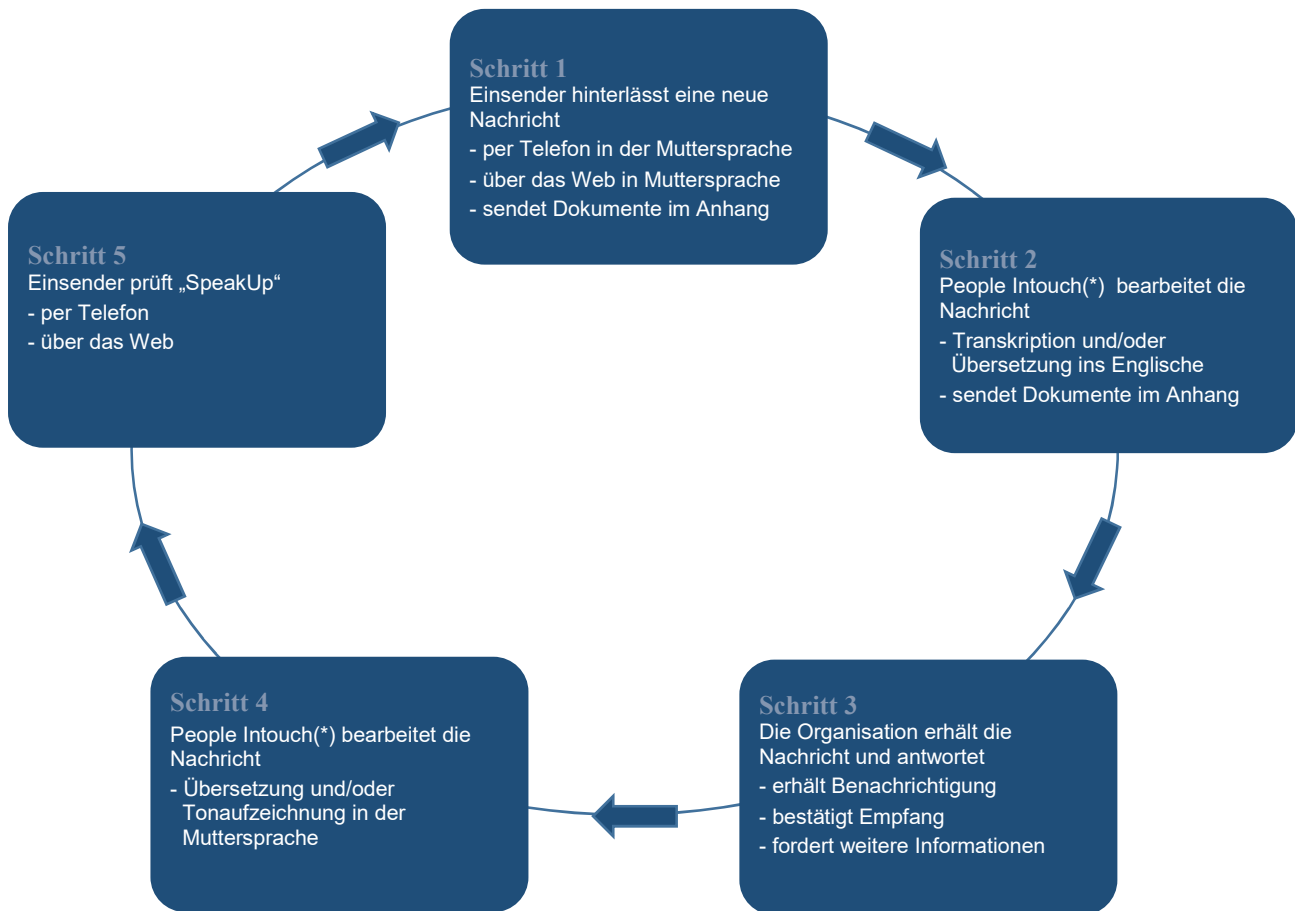 Schritt 1
Einsender hinterlässt eine neue
Nachricht
- per Telefon in der Muttersprache
- über das Web in Muttersprache
- sendet Dokumente im Anhang
Schritt 2
People Intouch(*) bearbeitet die
Nachricht
- Transkription und/oder
Übersetzung ins Englische
- sendet Dokumente im Anhang
Schritt 3
Die Organisation erhält die
Nachricht und antwortet
- erhält Benachrichtigung
- bestätigt Empfang
- fordert weitere Informationen
Schritt 4
People Intouch(*) bearbeitet die
Nachricht
- Übersetzung und/oder
Tonaufzeichnung in der
Muttersprache
Schritt 5
Einsender prüft „SpeakUp“
- per Telefon
- über das Web